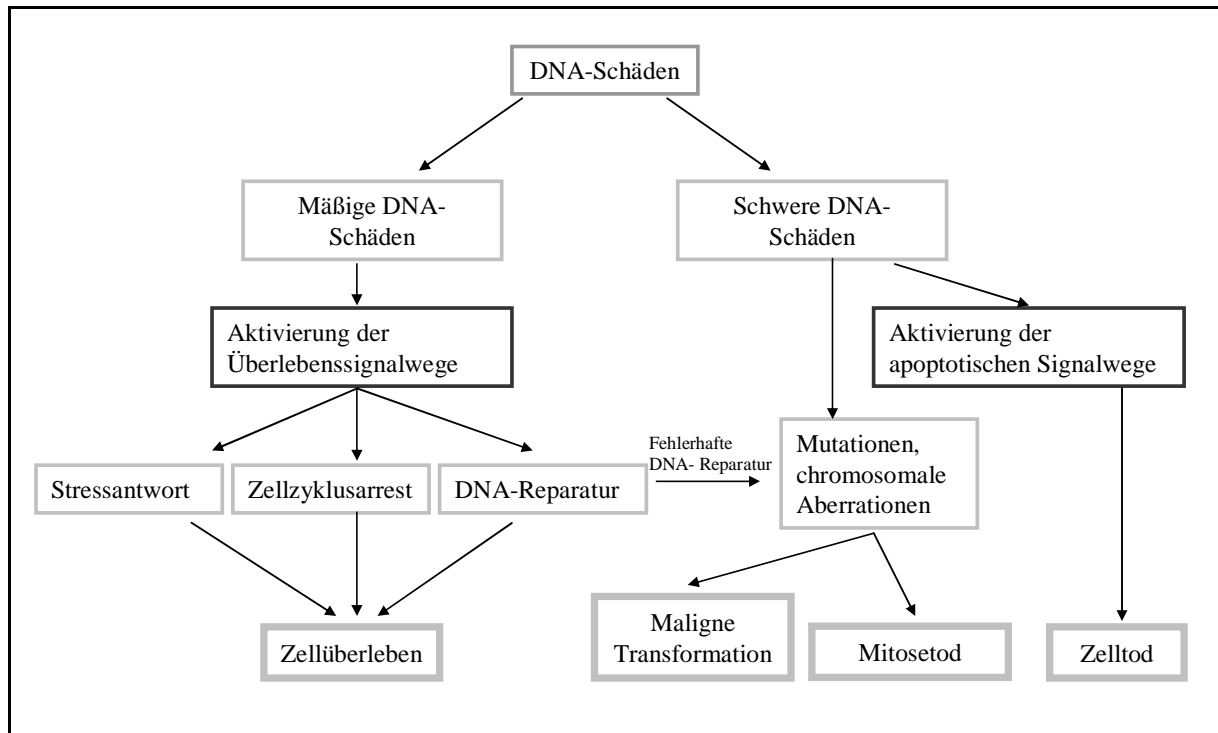 DNA-Schäden
Mäßige DNA-
Schäden
Schwere DNA-
Schäden
Aktivierung der
Überlebenssignalwege
Aktivierung der
apoptotischen Signalwege
Stressantwort
Zellzyklusarrest
DNA-Reparatur
Fehlerhafte
DNA- Reparatur
Mutationen,
chromosomale
Aberrationen
Zellüberleben
Maligne
Transformation
Mitosetod
Zelltod